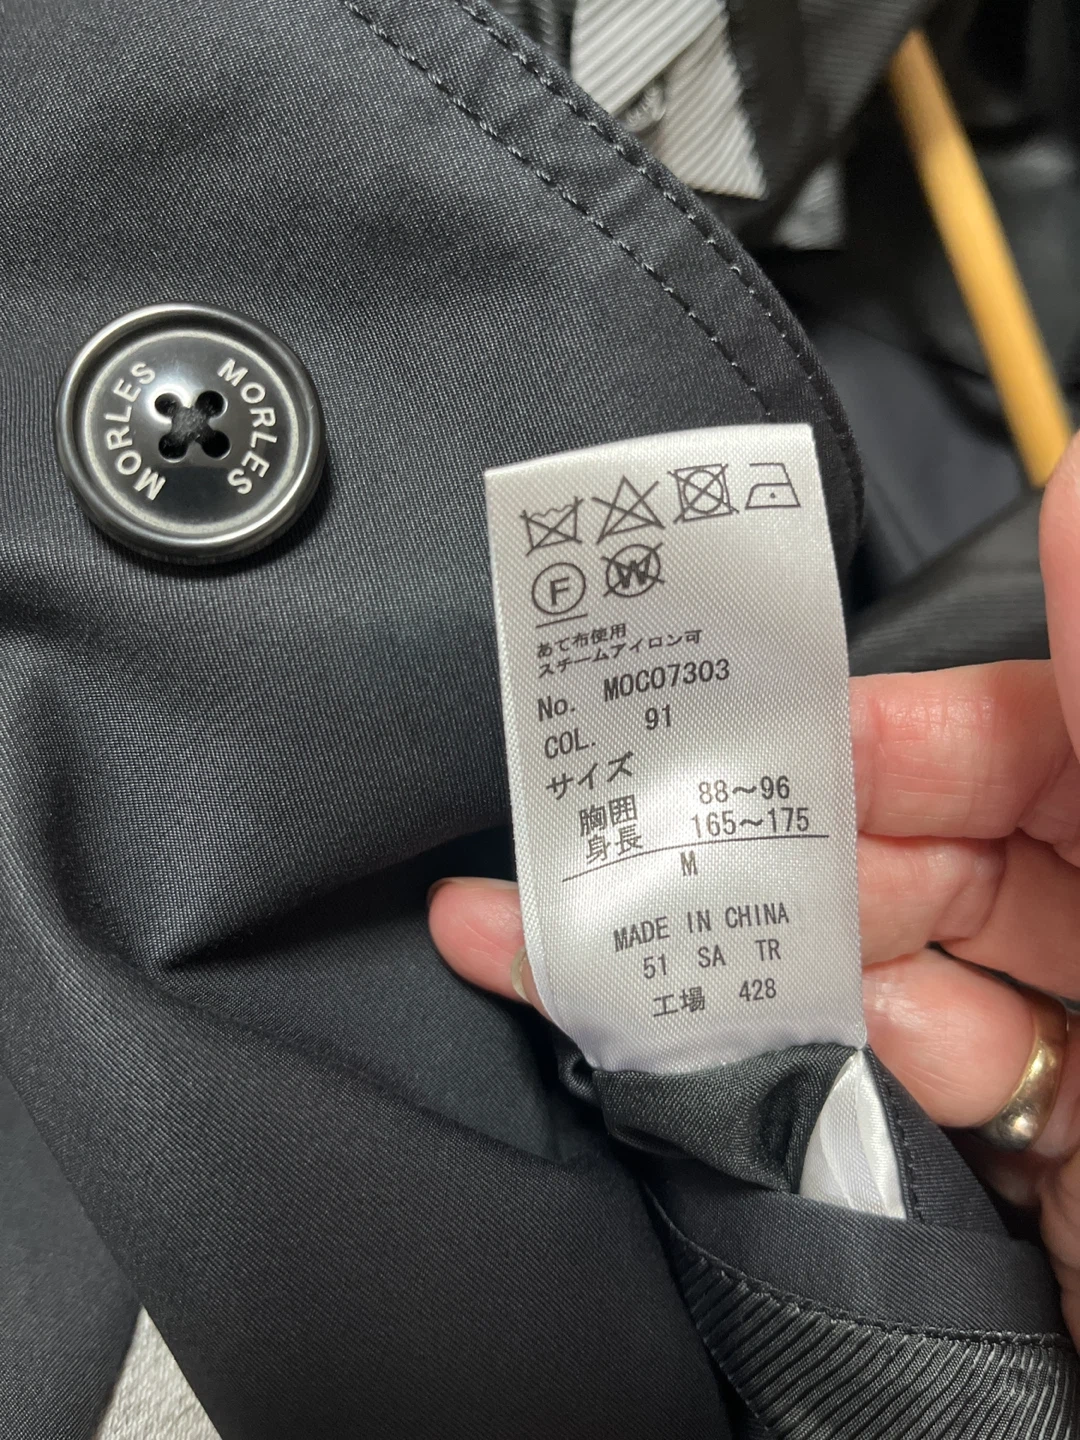 MORLES
MORLES
F
W
あて布使用
スチームアイロン可
No. MOC07303
COL. 91
サイズ
胸囲 88〜96
身長 165〜175
M
MADE IN CHINA
51 SA TR
工場 428